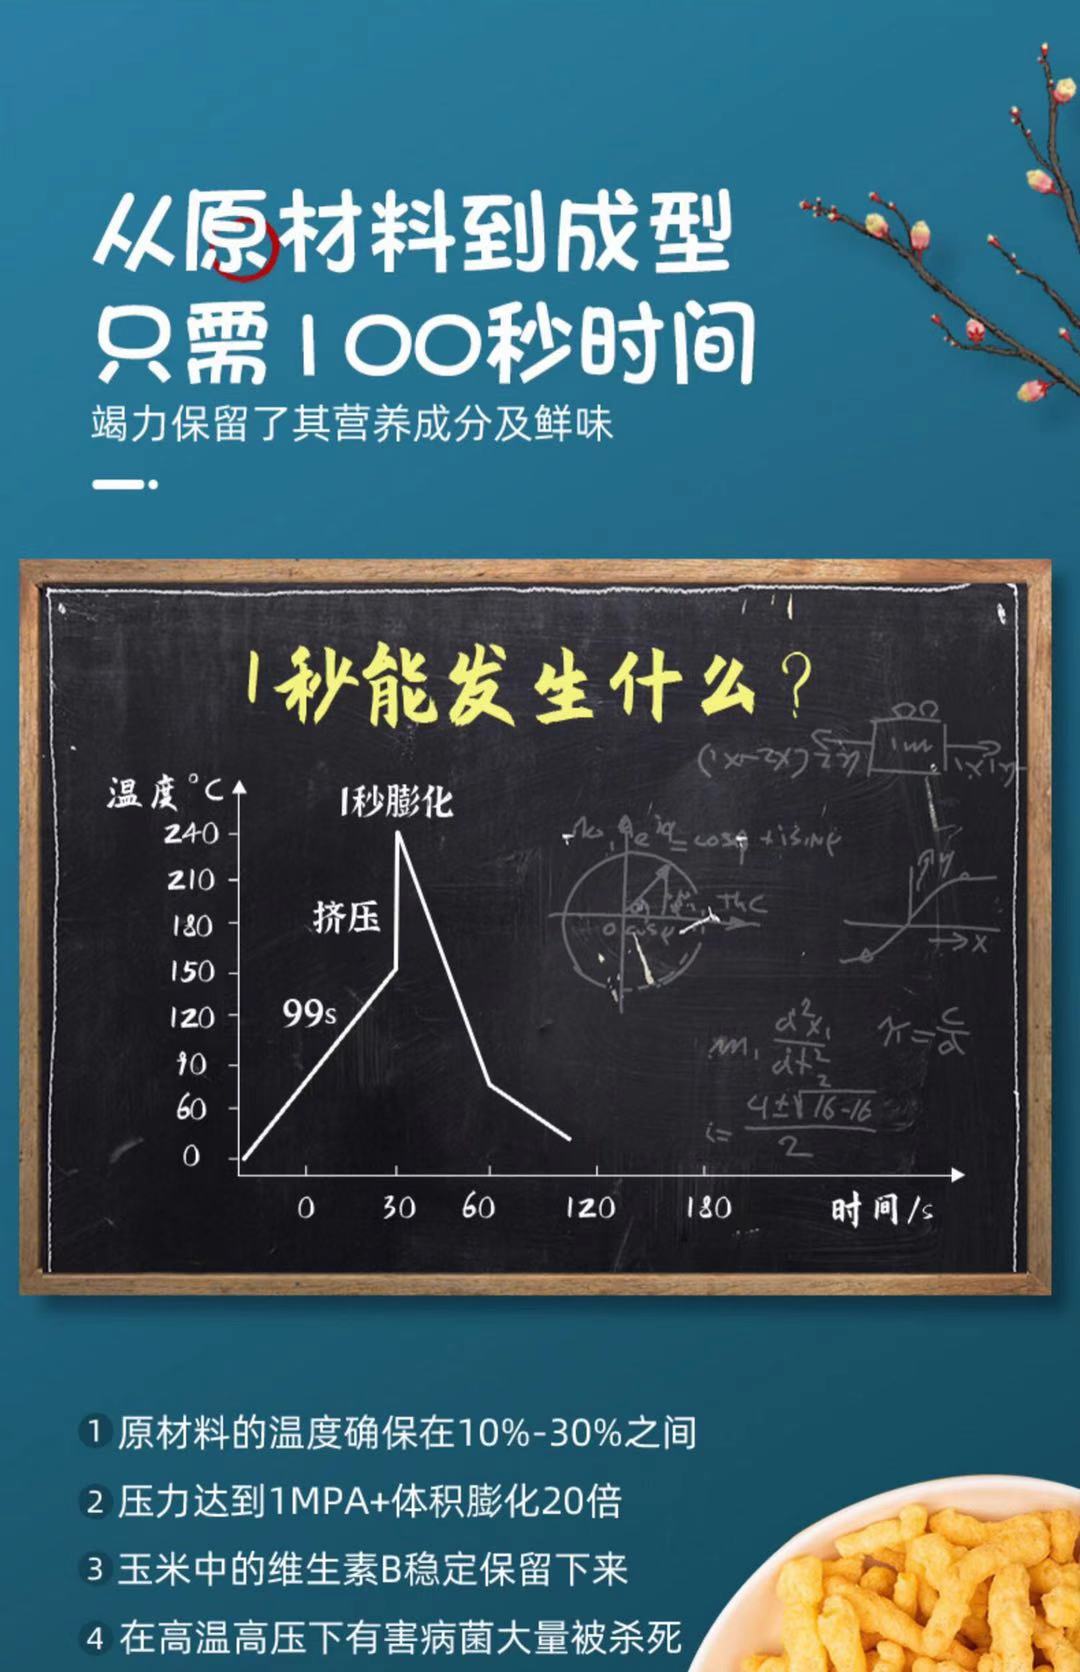 从原材料到成型
只需100秒时间
竭力保留了其营养成分及鲜味
1秒能发生什么?
温度°C
1秒膨化
240
210
挤压
180
150
99s
120
90
60
0
0 30 60 120 180 时间/s
1 原材料的温度确保在10%-30%之间
2 压力达到1MPA+体积膨化20倍
3 玉米中的维生素B稳定保留下来
4 在高温高压下有害病菌大量被杀死